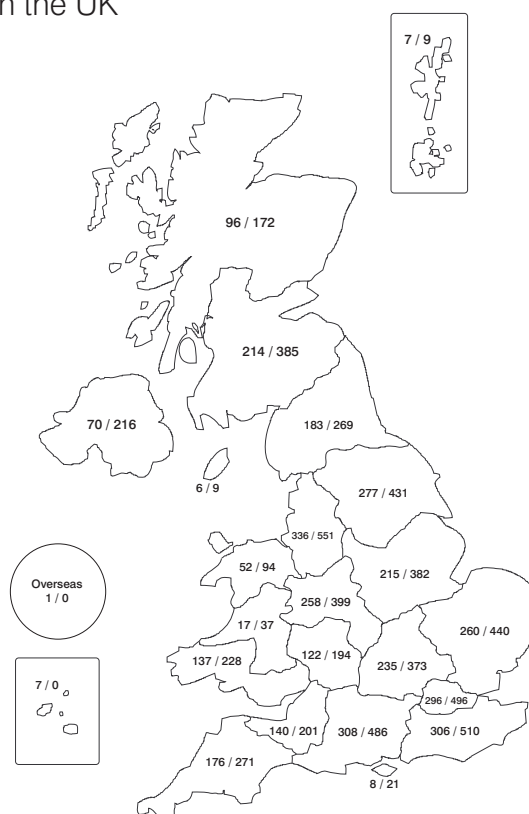 n the UK
7 / 9
96 / 172
214 / 385
70 / 216
183 / 269
6 / 9
277 / 431
336 / 551
52 / 94
215 / 382
Overseas
1 / 0
258 / 399
17 / 37
260 / 440
137 / 228
122 / 194
235 / 373
7 / 0
296 / 496
140 / 201
308 / 486
306 / 510
176 / 271
8 / 21